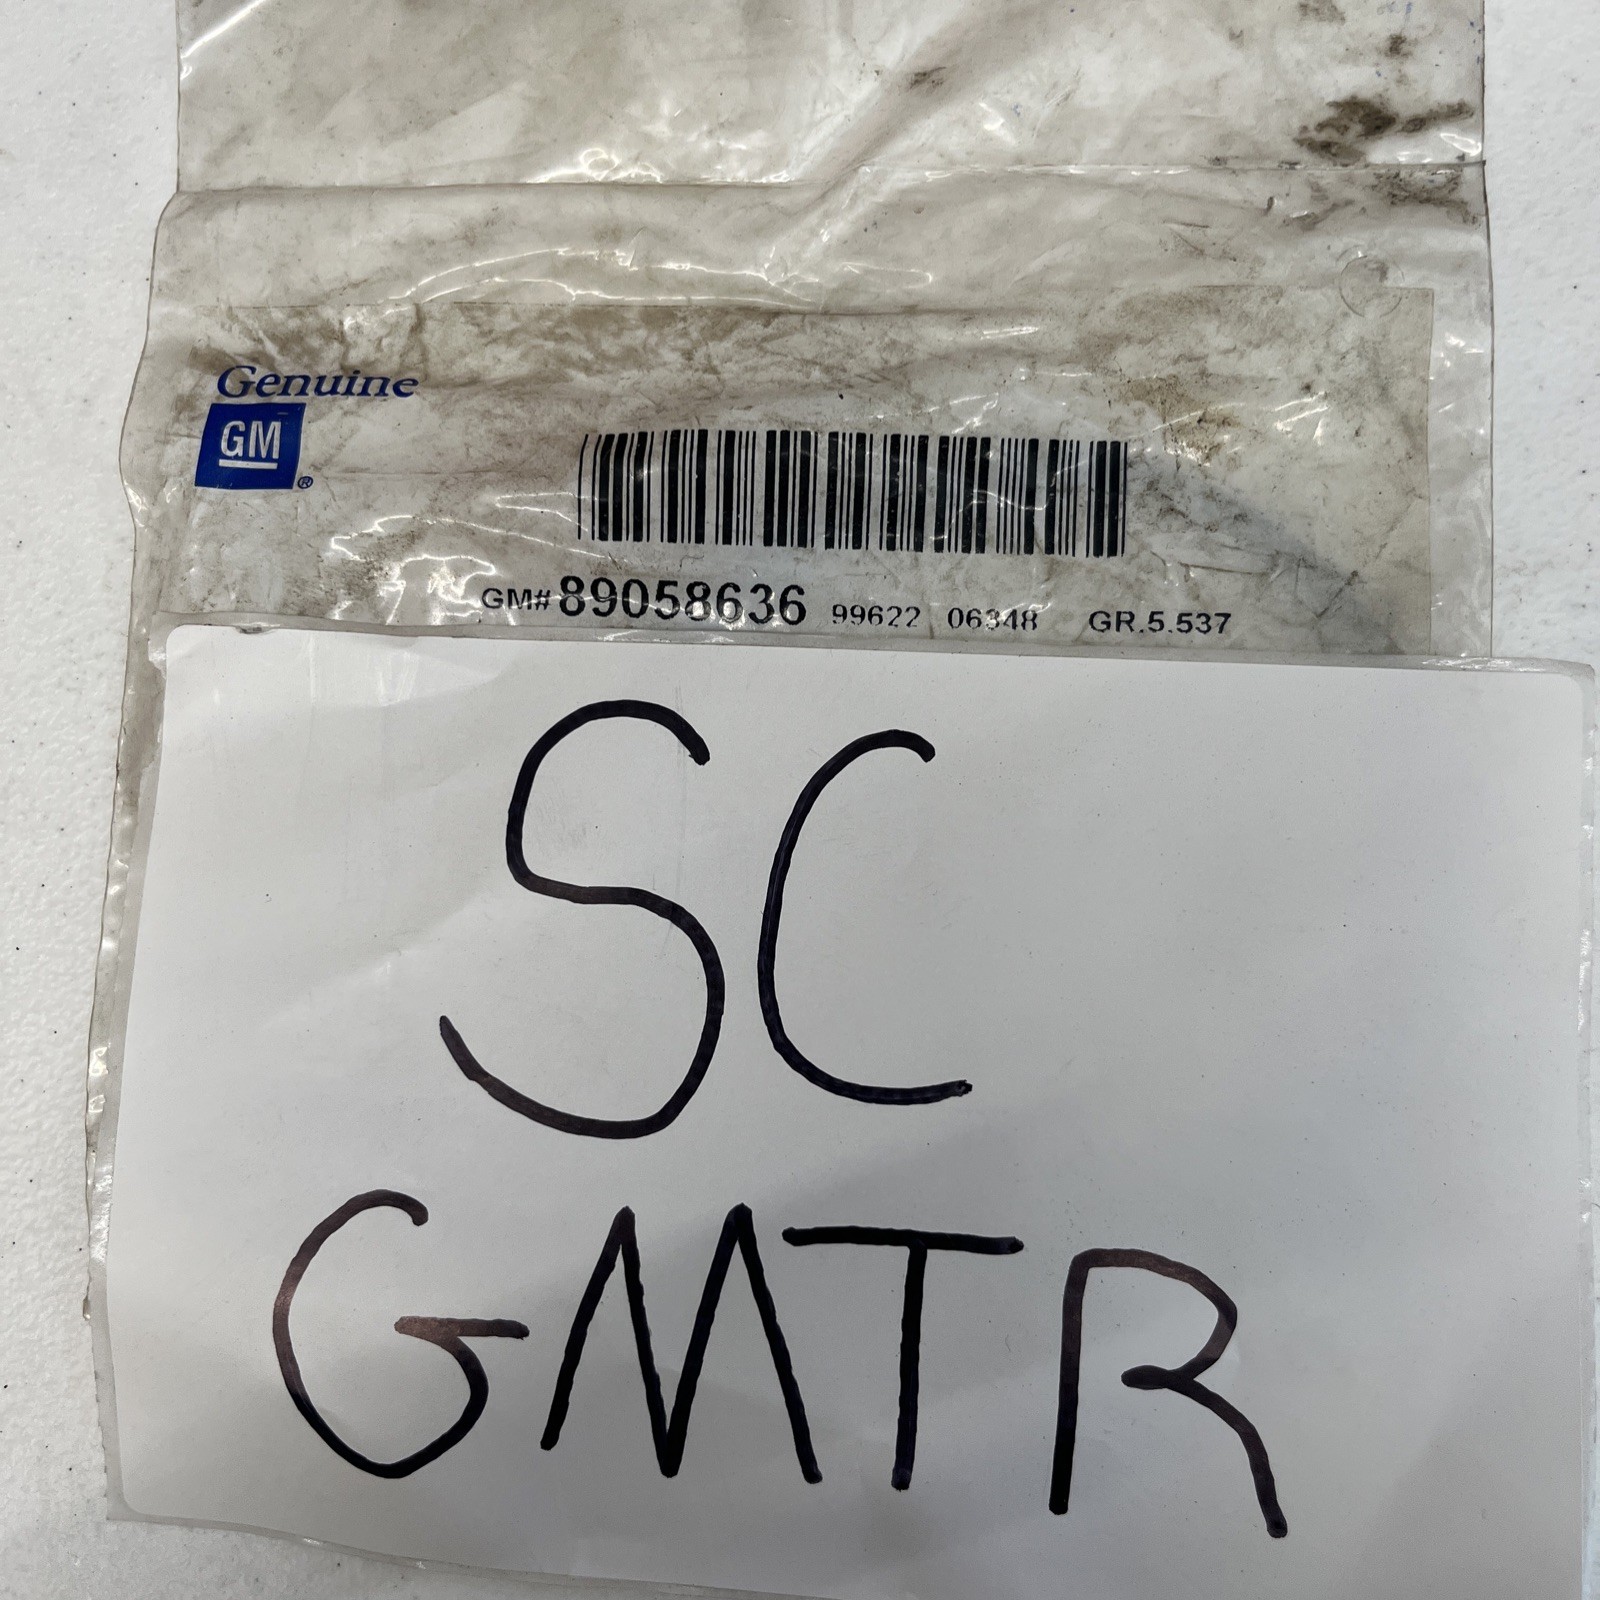 Genuine
GM®
GM# 89058636 99622 06348 GR.5.537
SC
GMTR